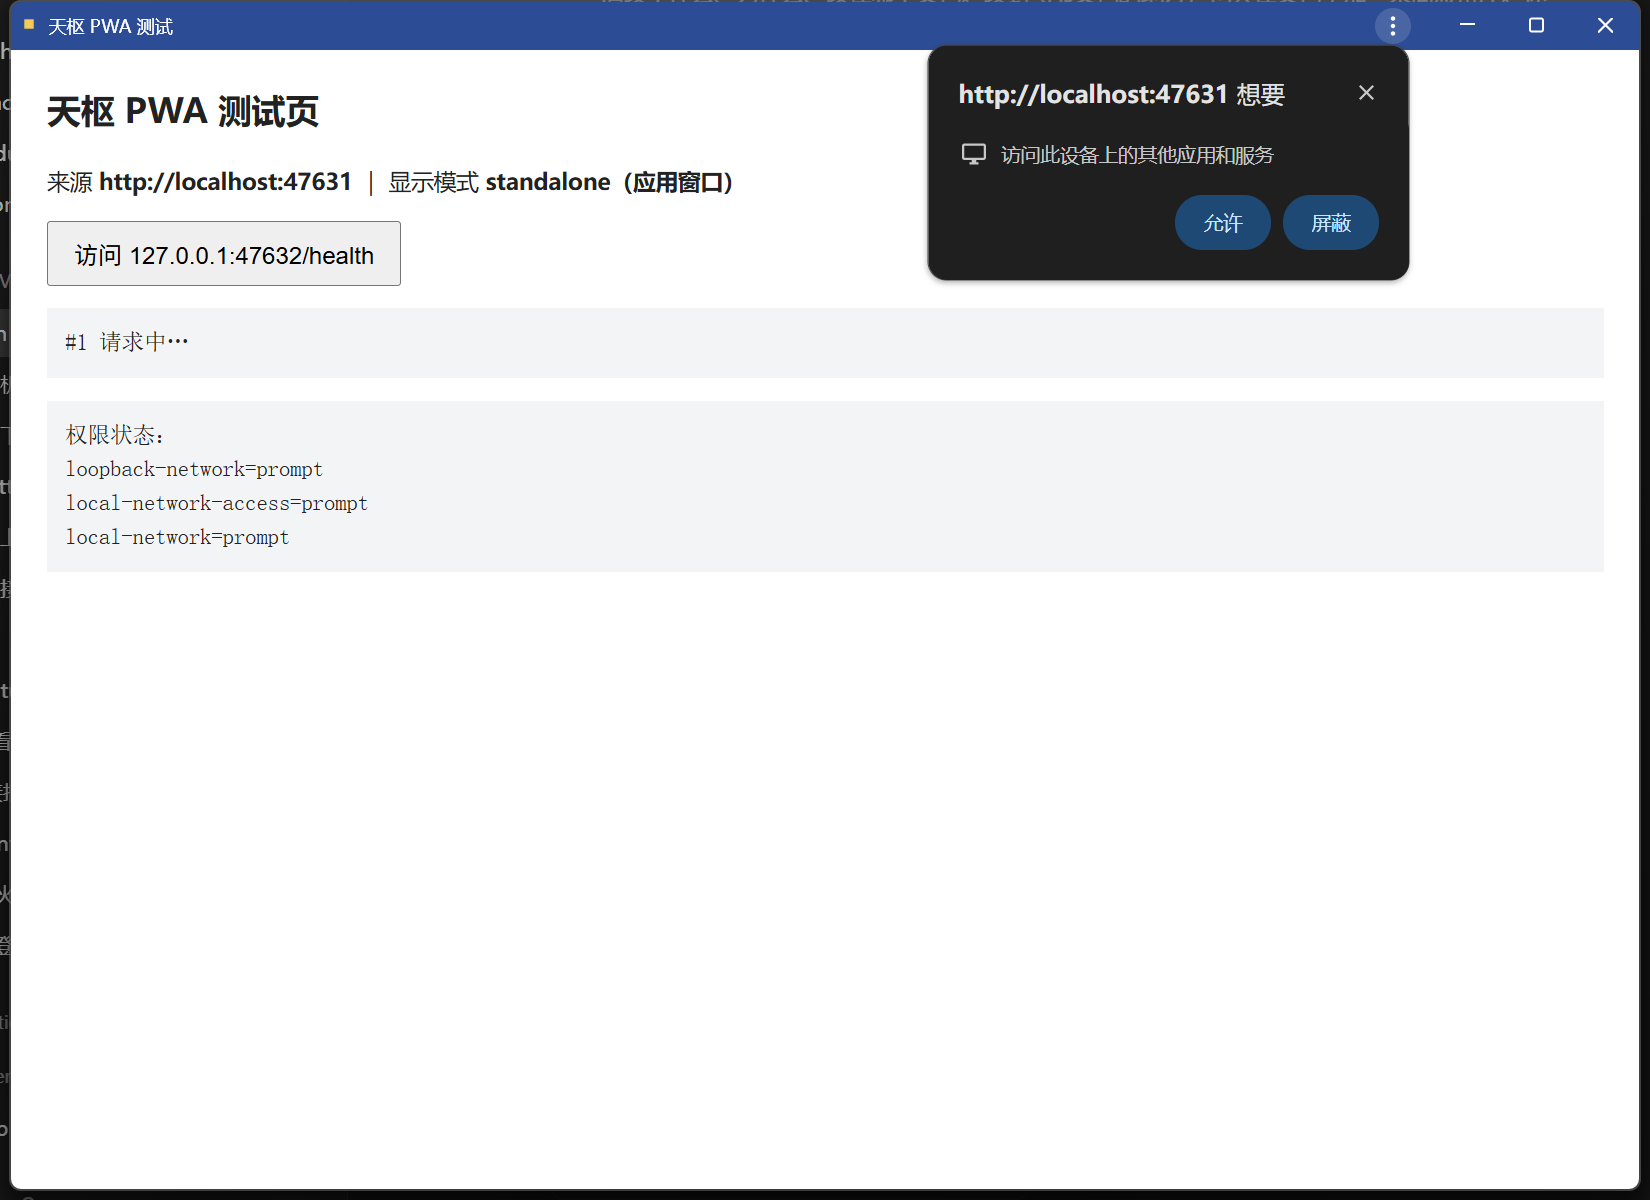 天枢 PWA 测试
http://localhost:47631 想要
访问此设备上的其他应用和服务
允许
屏蔽
天枢 PWA 测试页
来源 http://localhost:47631 | 显示模式 standalone（应用窗口）
访问 127.0.0.1:47632/health
#1 请求中…
权限状态：
loopback-network=prompt
local-network-access=prompt
local-network=prompt